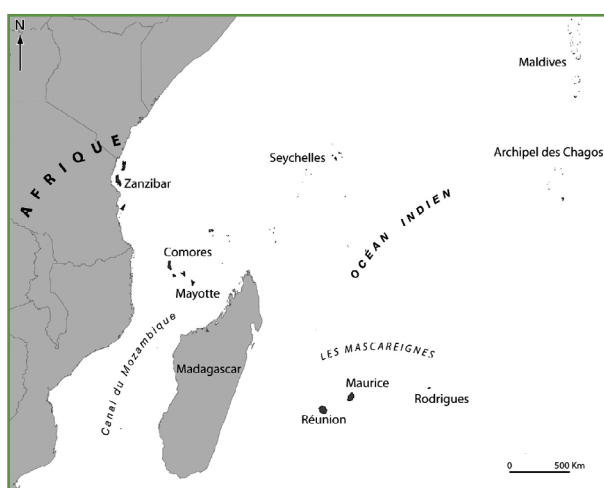 N
Maldives
AFRIQUE
Seychelles
Archipel des Chagos
Zanzibar
OCÉAN INDIEN
Comores
Mayotte
Canal du Mozambique
LES MASCAREIGNES
Madagascar
Maurice
Rodrigues
Réunion
0 500 Km